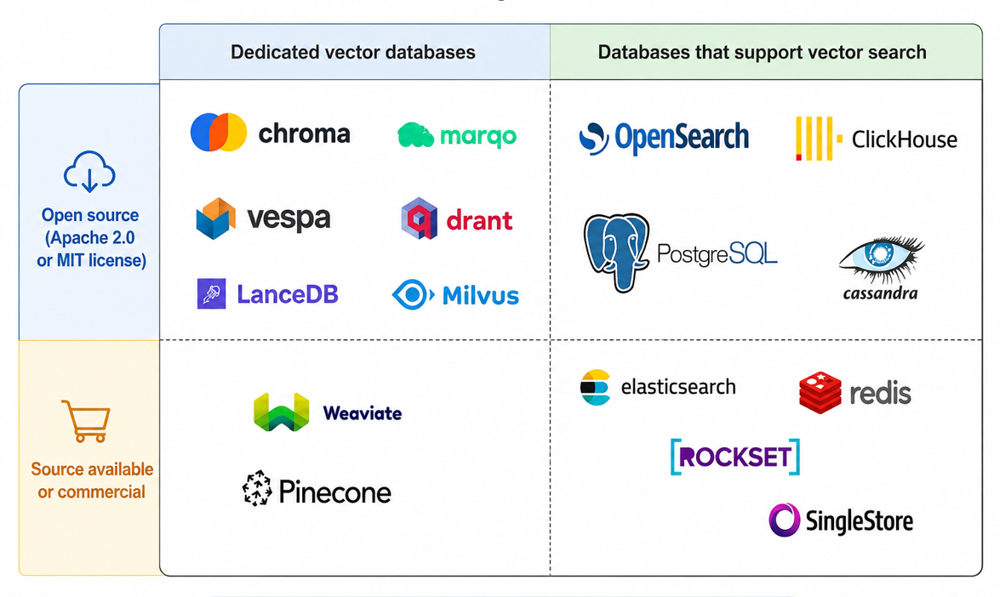 Dedicated vector databases
Databases that support vector search
Open source
(Apache 2.0
or MIT license)
chroma
marqo
OpenSearch
ClickHouse
vespa
drant
PostgreSQL
cassandra
LanceDB
Milvus
Source available
or commercial
Weaviate
Pinecone
elasticsearch
redis
[ROCKSET]
SingleStore